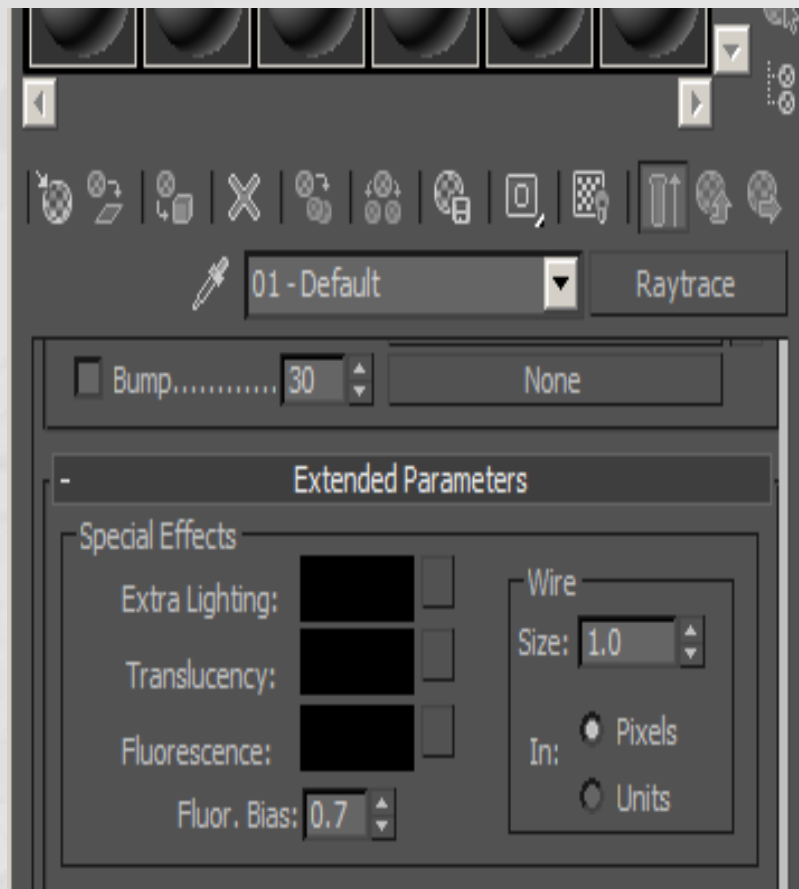 01 - Default
Raytrace
Bump............ 30
None
- Extended Parameters
Special Effects
Extra Lighting:
Translucency:
Fluorescence:
Fluor. Bias: 0.7
Wire
Size: 1.0
In:
Pixels
Units